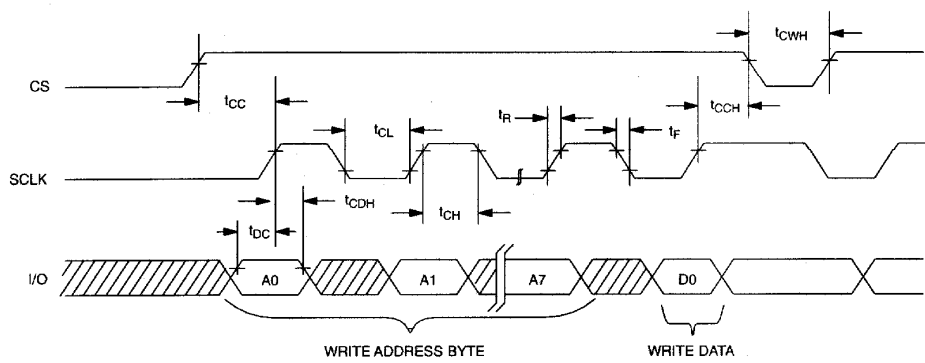 tCWH
CS
tCC
tCCH
tR
tF
tCL
SCLK
tCDH
tCH
tDC
I/O
A0
A1
A7
D0
WRITE ADDRESS BYTE
WRITE DATA